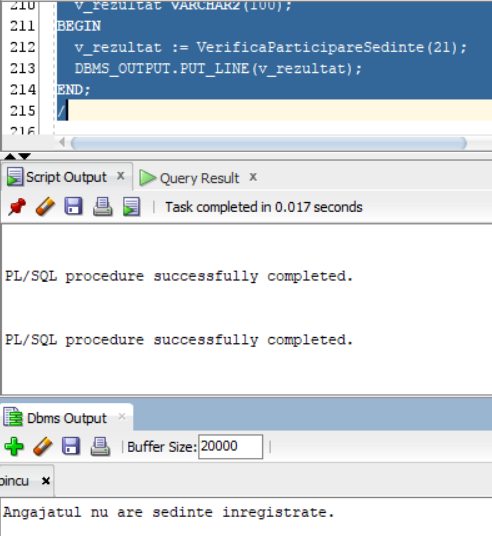 210 v_rezultat VARCHAR2(100);
211 BEGIN
212 v_rezultat := VerificaParticipareSedinte(21);
213 DBMS_OUTPUT.PUT_LINE(v_rezultat);
214 END;
215 /
216
Script Output x Query Result x
Task completed in 0.017 seconds
PL/SQL procedure successfully completed.
PL/SQL procedure successfully completed.
Dbms Output x
Buffer Size: 20000
pincu x
Angajatul nu are sedinte inregistrate.